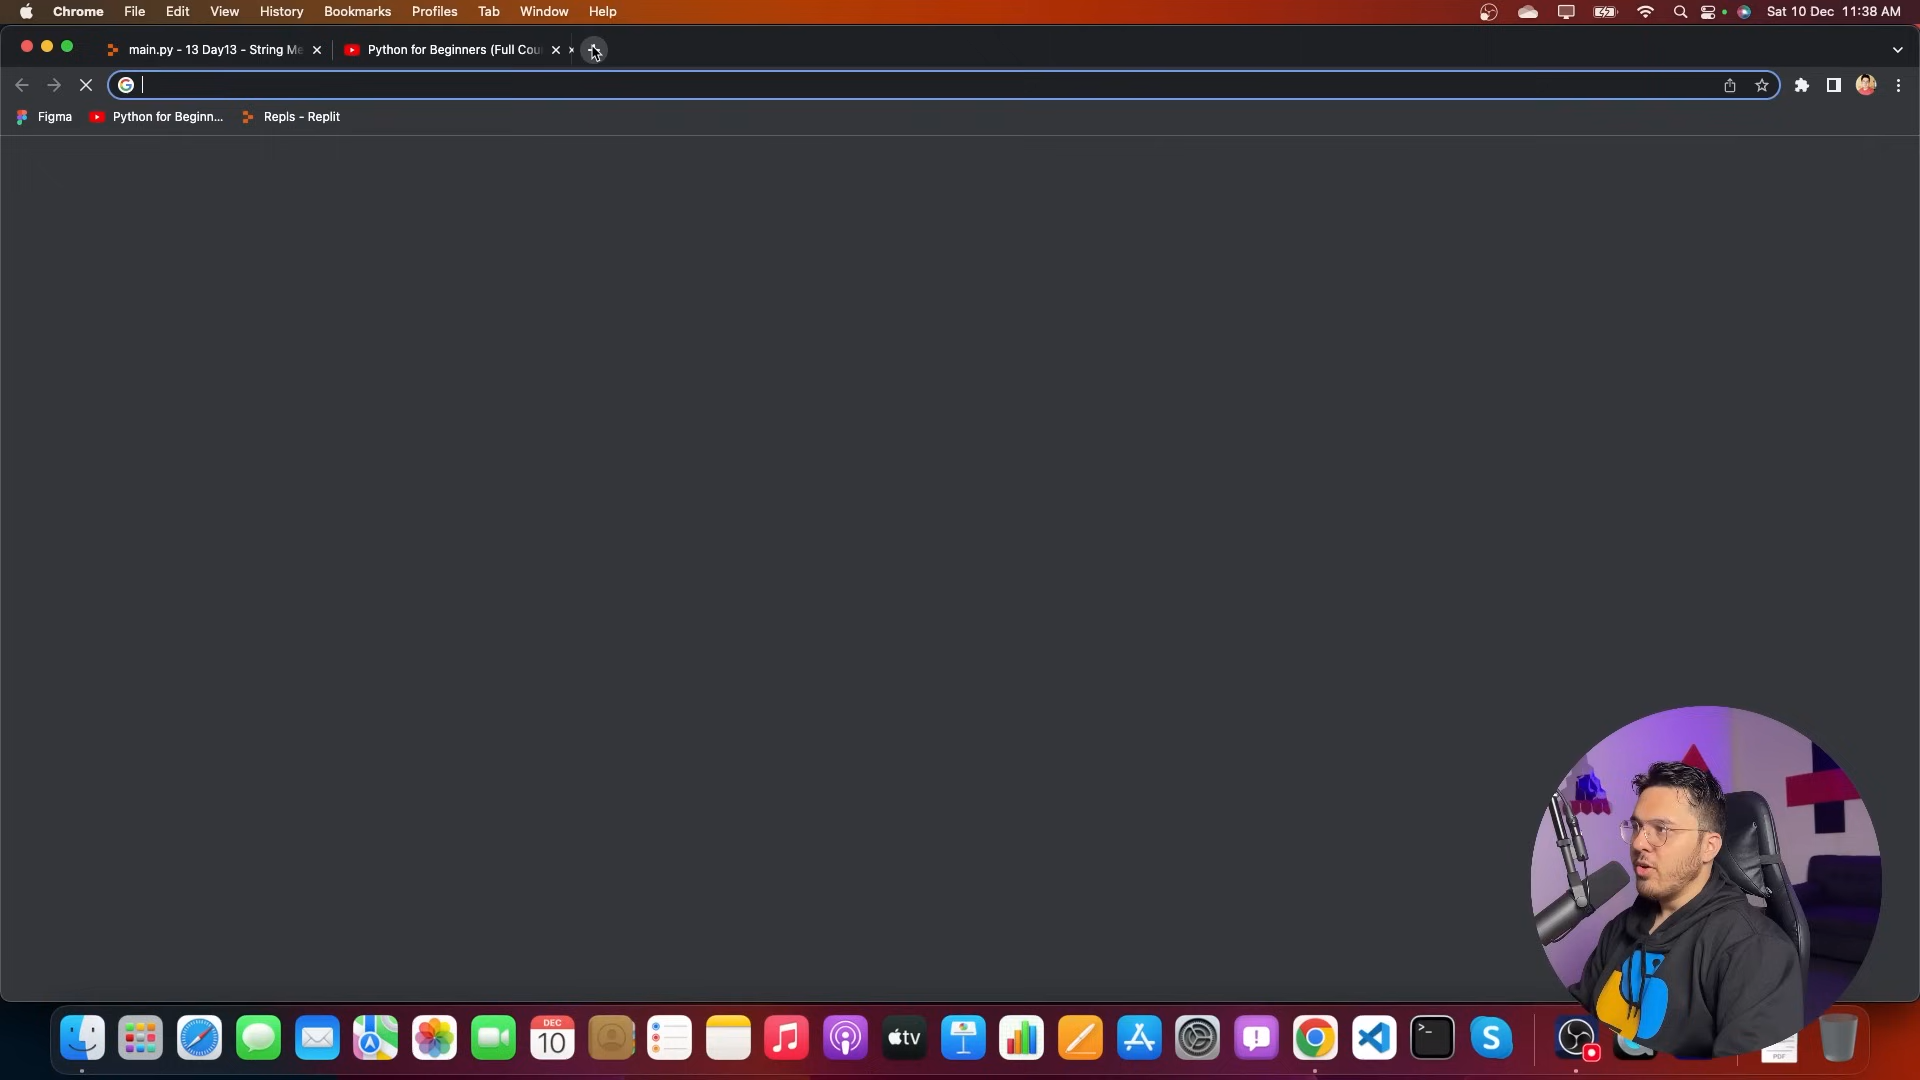 Chrome File Edit View History Bookmarks Profiles Tab Window Help Sat 10 Dec 11:38 AM
main.py - 13 Day13 - String Me Python for Beginners (Full Cou
Figma Python for Beginn... Repls - Replit
DEC
10
tv
PDF